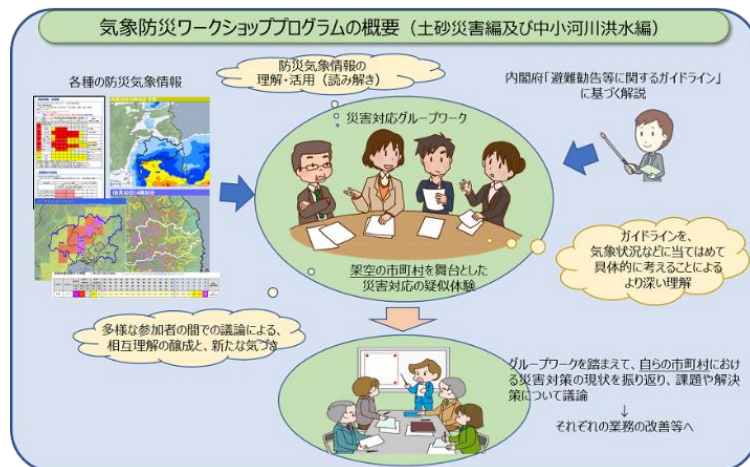 気象防災ワークショッププログラムの概要（土砂災害編及び中小河川洪水編）
各種の防災気象情報
防災気象情報の
理解・活用（読み解き）
内閣府「避難勧告等に関するガイドライン」
に基づく解説
災害対応グループワーク
架空の市町村を舞台とした
災害対応の疑似体験
ガイドラインを、
気象状況などに当てはめて
具体的に考えることによる
より深い理解
多様な参加者の間での議論による、
相互理解の醸成と、新たな気づき
グループワークを踏まえて、自らの市町村にお
ける災害対策の現状を振り返り、課題や解決
策について議論
↓
それぞれの業務の改善等へ